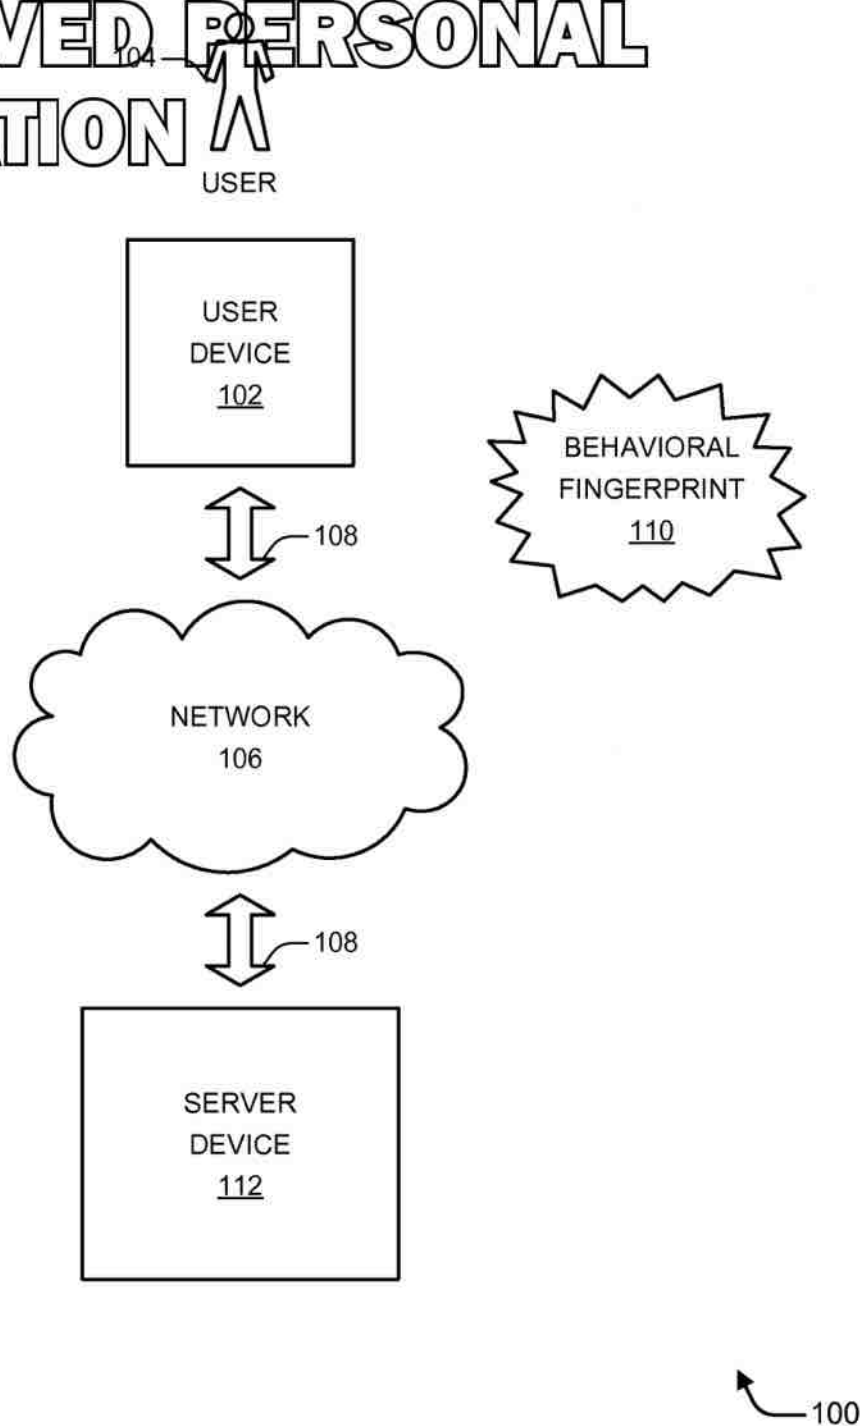 VED PERSONAL
104
TION
USER
USER
DEVICE
102
BEHAVIORAL
FINGERPRINT
110
108
NETWORK
106
108
SERVER
DEVICE
112
100